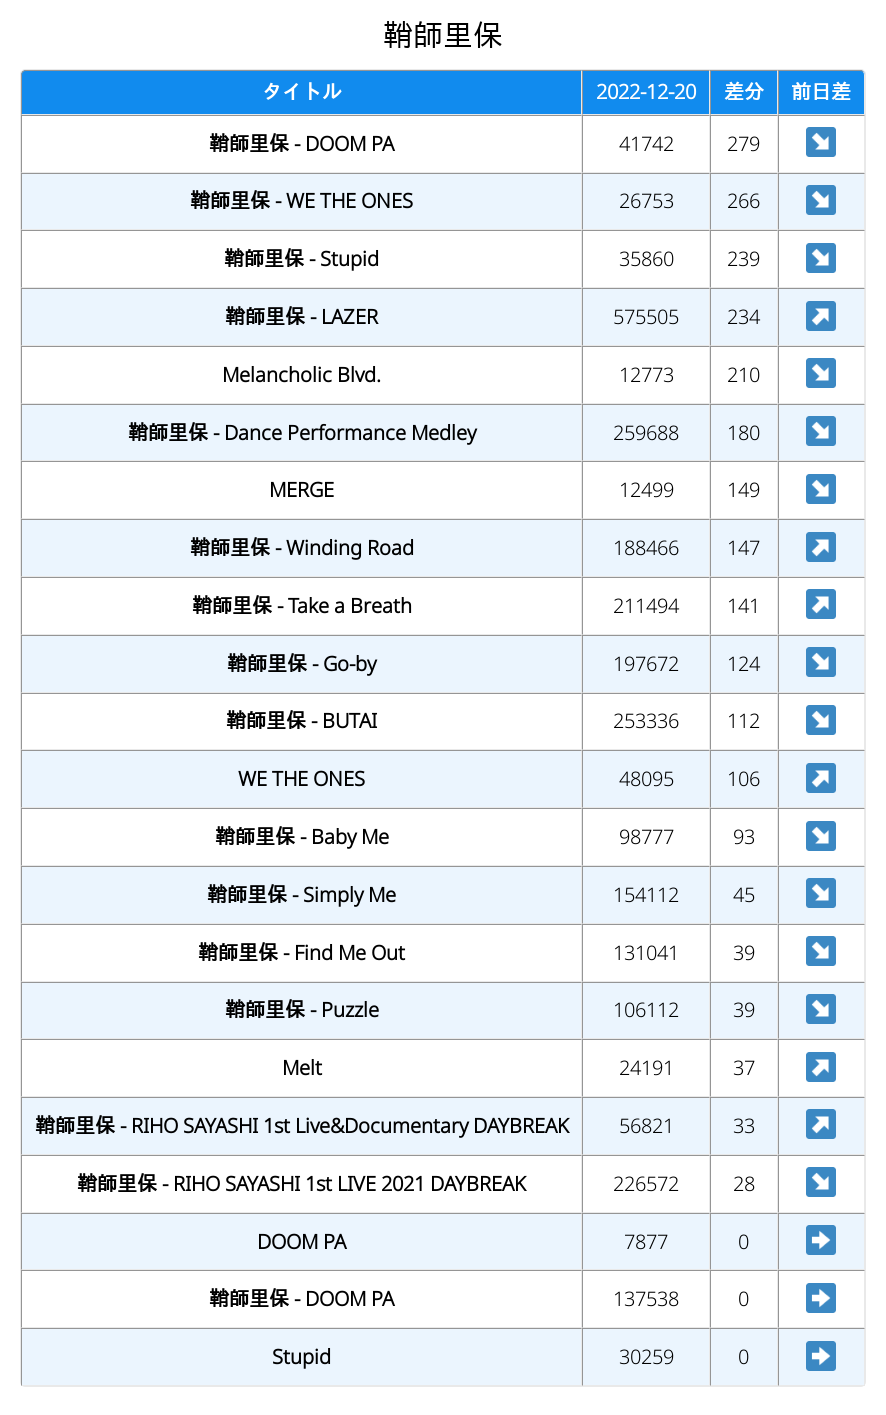 鞘師里保
タイトル 2022-12-20 差分 前日差
鞘師里保 - DOOM PA 41742 279 ↘
鞘師里保 - WE THE ONES 26753 266 ↘
鞘師里保 - Stupid 35860 239 ↘
鞘師里保 - LAZER 575505 234 ↗
Melancholic Blvd. 12773 210 ↘
鞘師里保 - Dance Performance Medley 259688 180 ↘
MERGE 12499 149 ↘
鞘師里保 - Winding Road 188466 147 ↗
鞘師里保 - Take a Breath 211494 141 ↗
鞘師里保 - Go-by 197672 124 ↘
鞘師里保 - BUTAI 253336 112 ↘
WE THE ONES 48095 106 ↗
鞘師里保 - Baby Me 98777 93 ↘
鞘師里保 - Simply Me 154112 45 ↘
鞘師里保 - Find Me Out 131041 39 ↘
鞘師里保 - Puzzle 106112 39 ↘
Melt 24191 37 ↗
鞘師里保 - RIHO SAYASHI 1st Live&Documentary DAYBREAK 56821 33 ↗
鞘師里保 - RIHO SAYASHI 1st LIVE 2021 DAYBREAK 226572 28 ↘
DOOM PA 7877 0 ➡
鞘師里保 - DOOM PA 137538 0 ➡
Stupid 30259 0 ➡